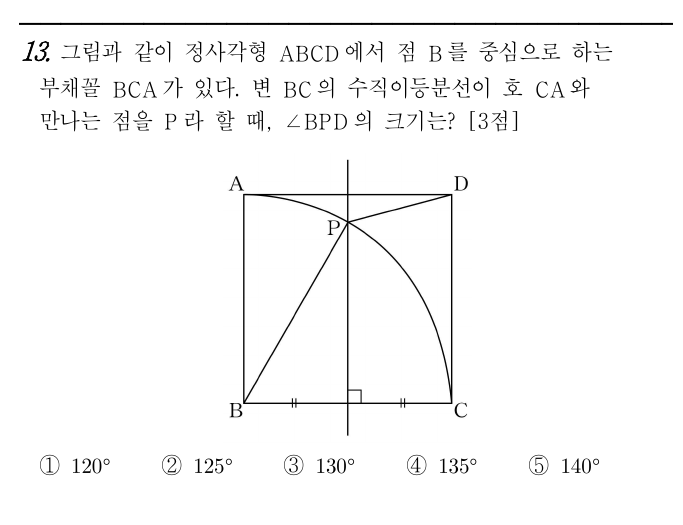 13. 그림과 같이 정사각형 ABCD에서 점 B를 중심으로 하는
부채꼴 BCA가 있다. 변 BC의 수직이등분선이 호 CA와
만나는 점을 P라 할 때, ∠BPD의 크기는? [3점]
A
D
P
B
C
① 120° ② 125° ③ 130° ④ 135° ⑤ 140°